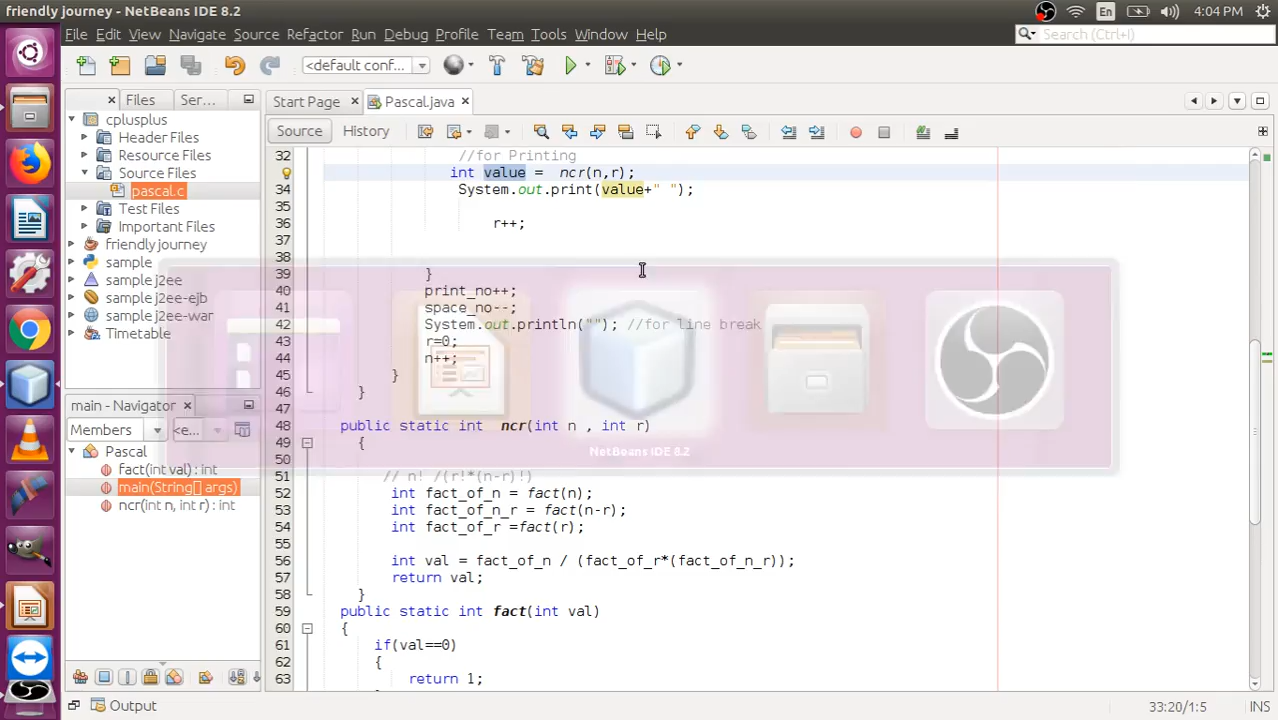 friendly journey - NetBeans IDE 8.2
En
4:04 PM
File Edit View Navigate Source Refactor Run Debug Profile Team Tools Window Help
Search (Ctrl+I)
<default conf...
Files Ser...
Start Page
Pascal.java
cplusplus
Header Files
Resource Files
Source Files
pascal.c
Test Files
Important Files
friendly journey
sample
sample j2ee
sample j2ee-ejb
sample j2ee-war
Timetable
main - Navigator
Members
<e...
Pascal
fact(int val) : int
main(String[] args)
ncr(int n, int r) : int
Source History
32 //for Printing
int value = ncr(n,r);
34 System.out.print(value+" ");
35
36 r++;
37
38
39 }
40 print_no++;
41 space_no--;
42 System.out.println(""); //for line break
43 r=0;
44 n++;
45 }
46 }
47
48 public static int ncr(int n , int r)
49 {
50
51 // n! /(r!*(n-r)!)
52 int fact_of_n = fact(n);
53 int fact_of_n_r = fact(n-r);
54 int fact_of_r =fact(r);
55
56 int val = fact_of_n / (fact_of_r*(fact_of_n_r));
57 return val;
58 }
59 public static int fact(int val)
60 {
61 if(val==0)
62 {
63 return 1;
NetBeans IDE 8.2
Output
33:20/1:5
INS